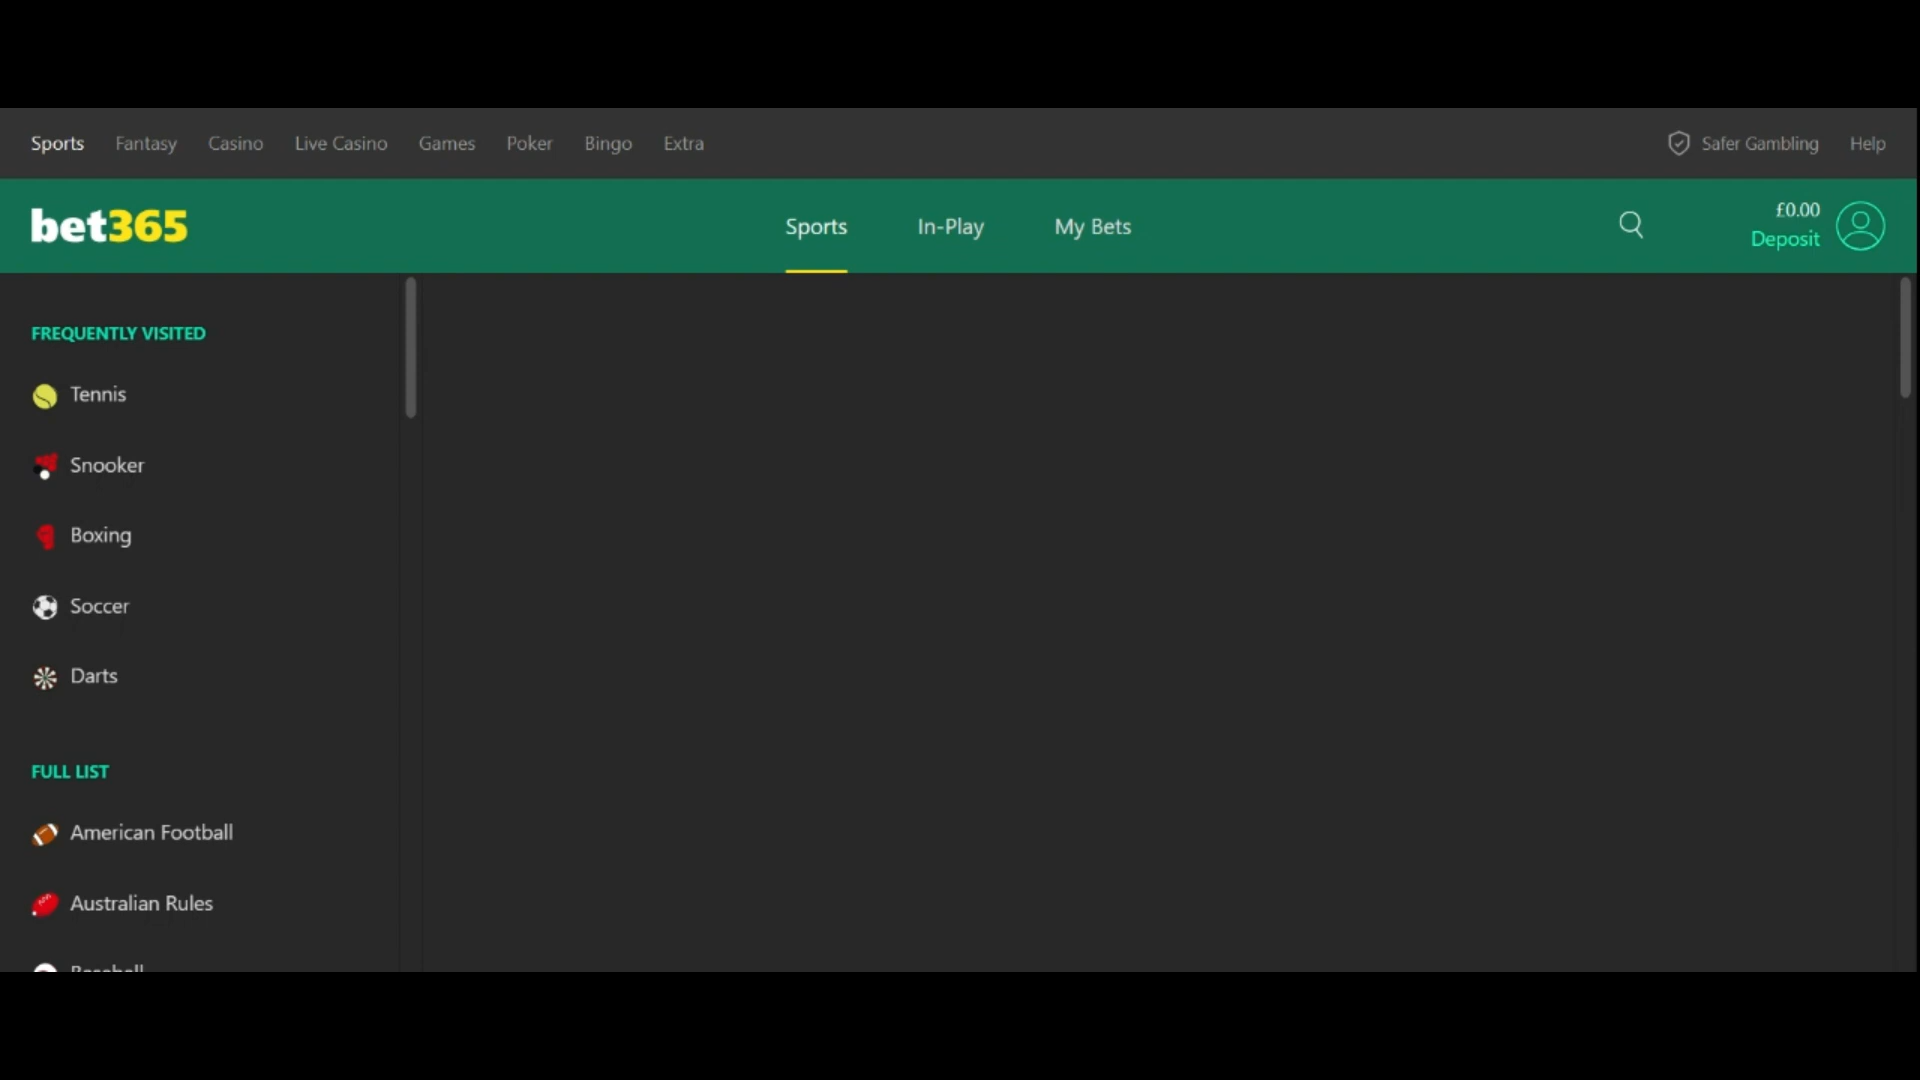 Sports Fantasy Casino Live Casino Games Poker Bingo Extra Safer Gambling Help
bet365 Sports In-Play My Bets £0.00
Deposit
FREQUENTLY VISITED
Tennis
Snooker
Boxing
Soccer
Darts
FULL LIST
American Football
Australian Rules
Baseball